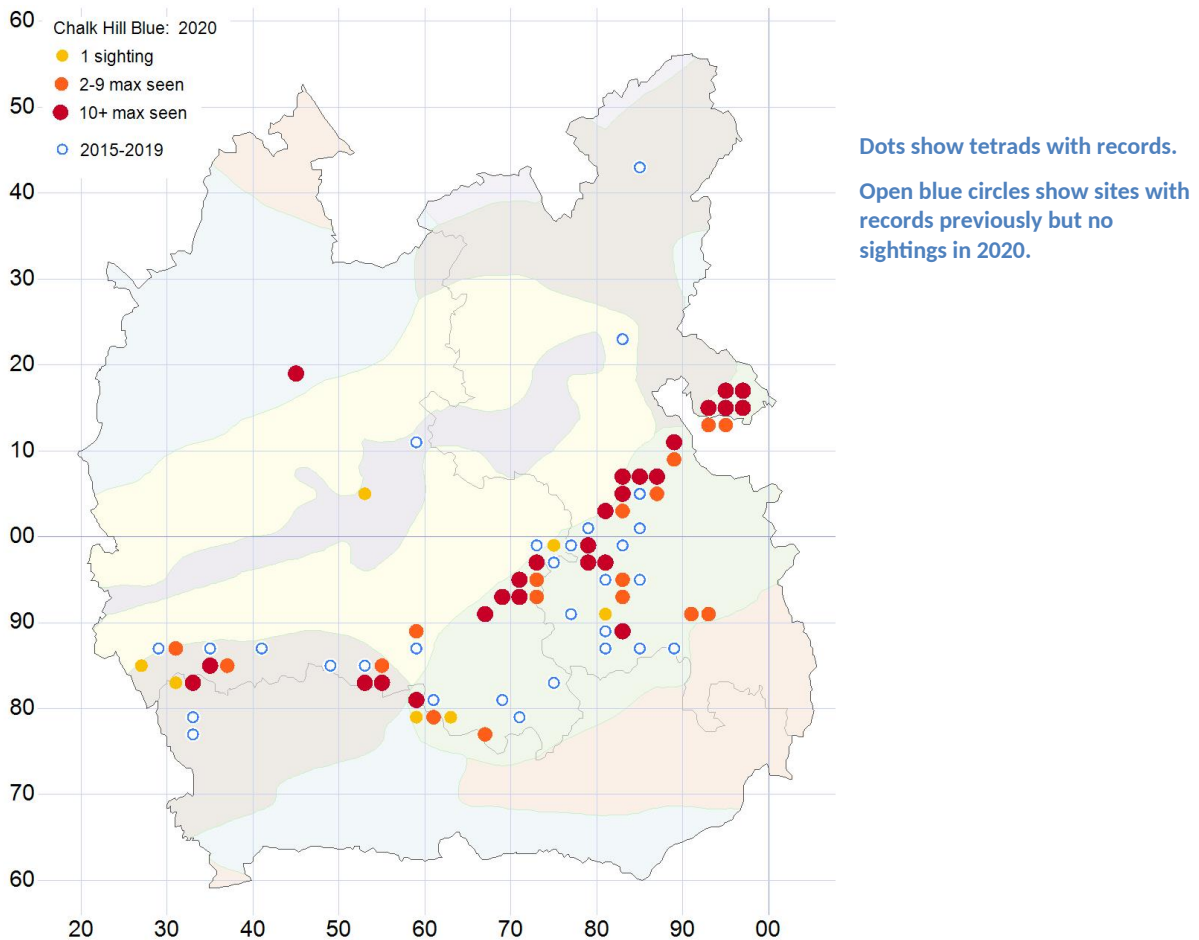 Chalk Hill Blue: 2020
1 sighting
2-9 max seen
10+ max seen
2015-2019
60
50
40
30
20
10
00
90
80
70
60
20 30 40 50 60 70 80 90 00
Dots show tetrads with records.
Open blue circles show sites with
records previously but no
sightings in 2020.